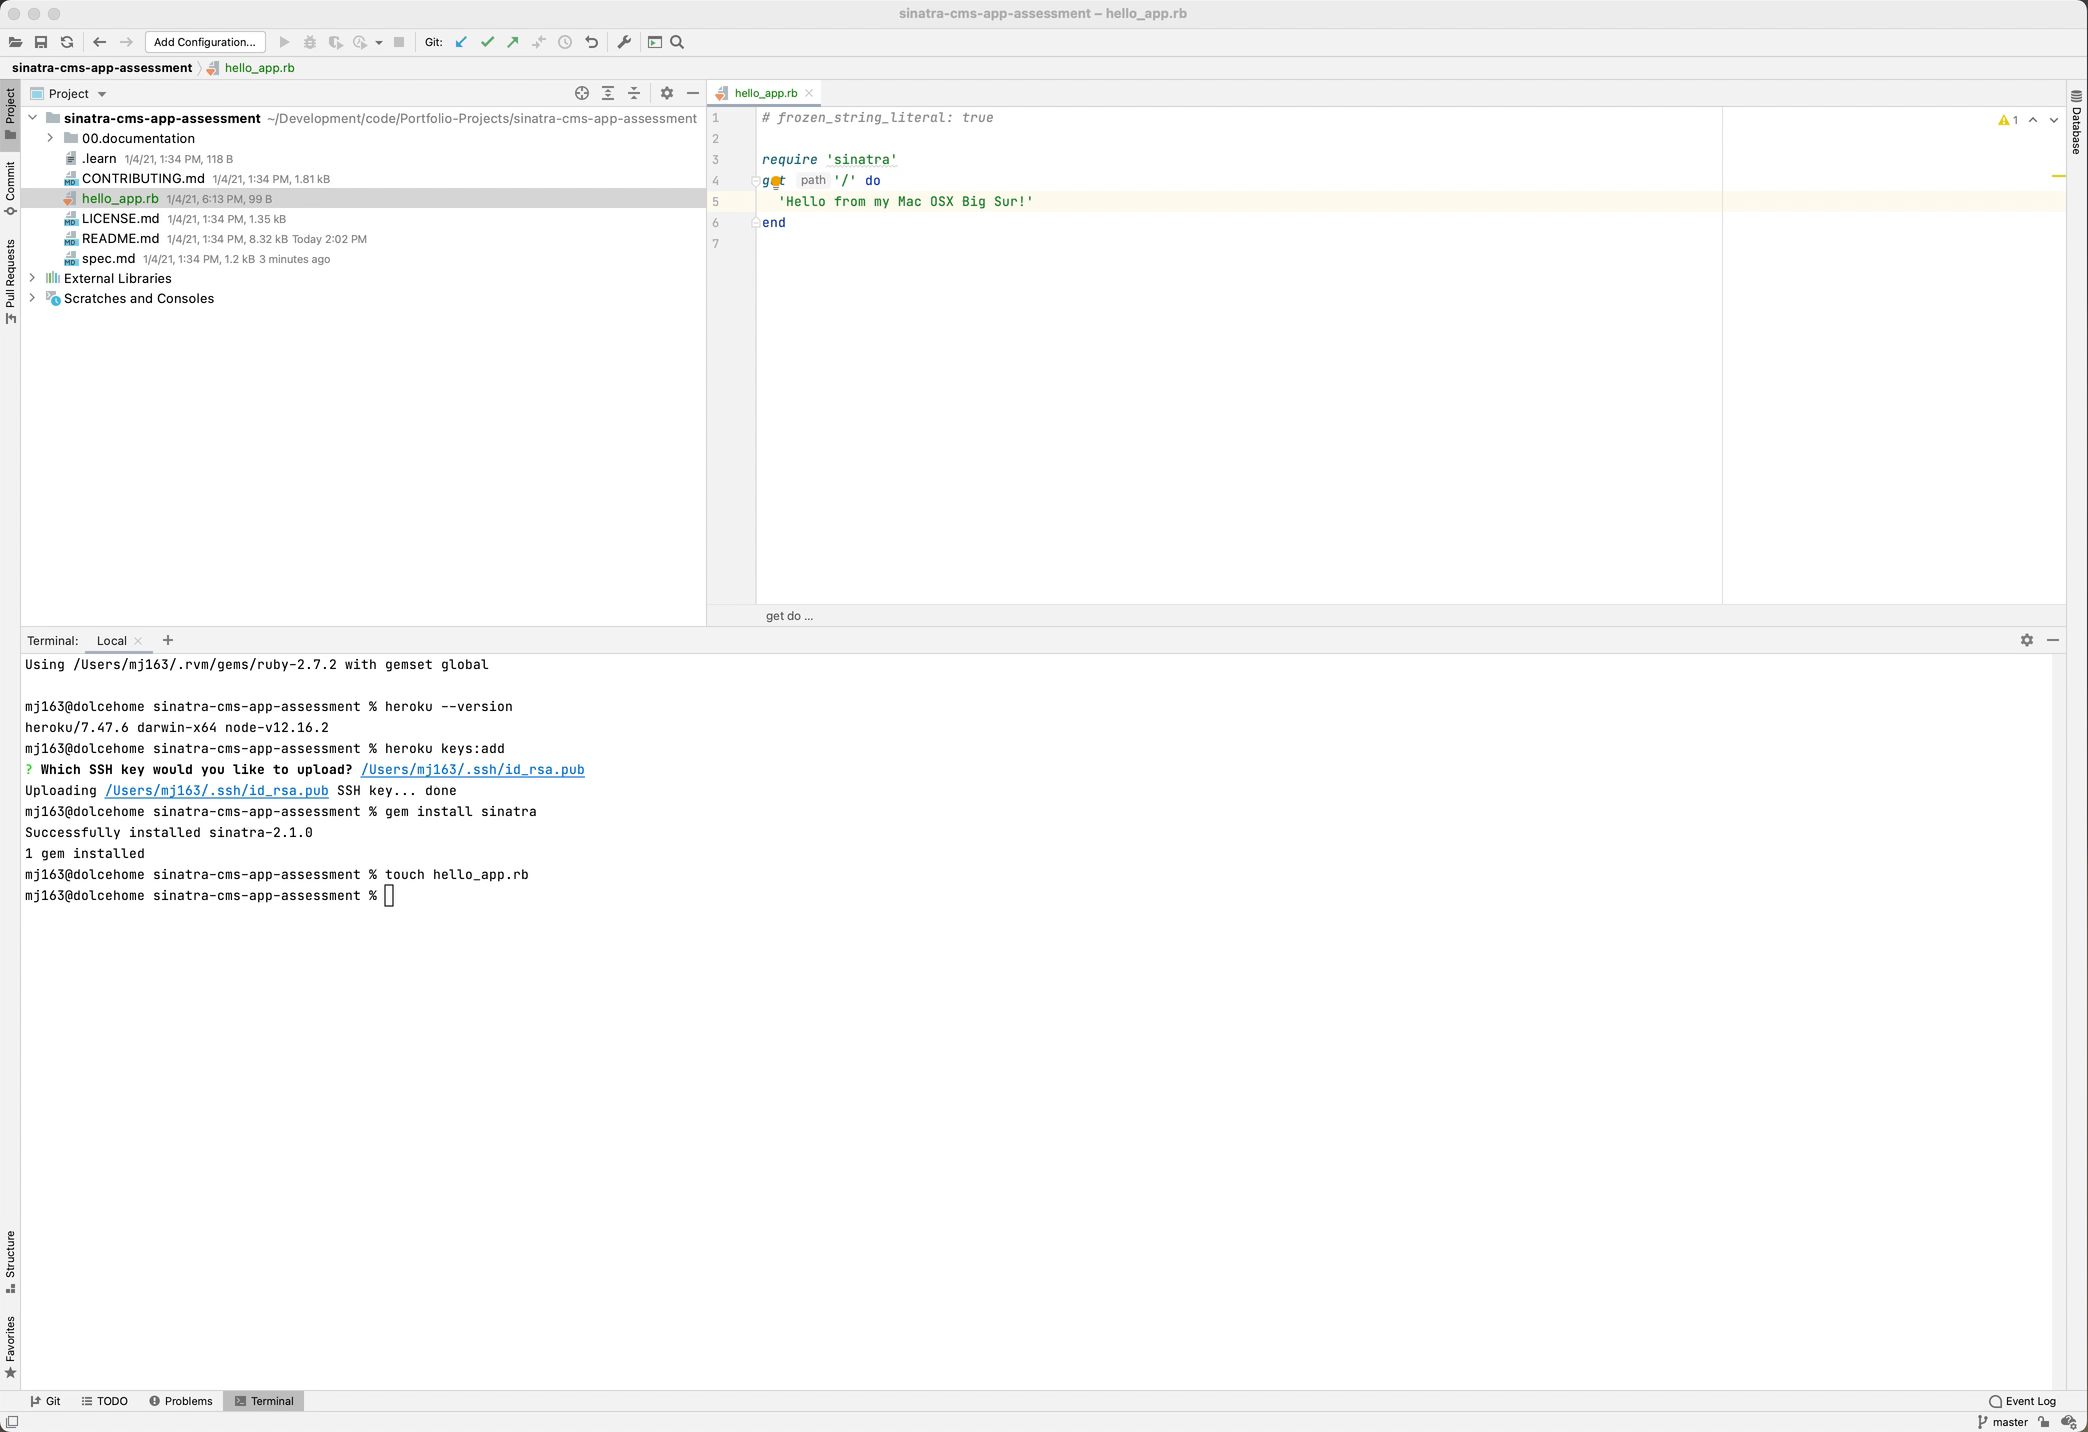 sinatra-cms-app-assessment – hello_app.rb
Add Configuration...
Git:
sinatra-cms-app-assessment
hello_app.rb
Project
Commit
Pull Requests
Structure
Favorites
Project
sinatra-cms-app-assessment ~/Development/code/Portfolio-Projects/sinatra-cms-app-assessment
00.documentation
.learn 1/4/21, 1:34 PM, 118 B
CONTRIBUTING.md 1/4/21, 1:34 PM, 1.81 kB
hello_app.rb 1/4/21, 6:13 PM, 99 B
LICENSE.md 1/4/21, 1:34 PM, 1.35 kB
README.md 1/4/21, 1:34 PM, 8.32 kB Today 2:02 PM
spec.md 1/4/21, 1:34 PM, 1.2 kB 3 minutes ago
External Libraries
Scratches and Consoles
hello_app.rb
1 # frozen_string_literal: true
2
3 require 'sinatra'
4 get path '/' do
5 'Hello from my Mac OSX Big Sur!'
6 end
7
1
Database
get do ...
Terminal: Local
Using /Users/mj163/.rvm/gems/ruby-2.7.2 with gemset global
mj163@dolcehome sinatra-cms-app-assessment % heroku --version
heroku/7.47.6 darwin-x64 node-v12.16.2
mj163@dolcehome sinatra-cms-app-assessment % heroku keys:add
? Which SSH key would you like to upload? /Users/mj163/.ssh/id_rsa.pub
Uploading /Users/mj163/.ssh/id_rsa.pub SSH key... done
mj163@dolcehome sinatra-cms-app-assessment % gem install sinatra
Successfully installed sinatra-2.1.0
1 gem installed
mj163@dolcehome sinatra-cms-app-assessment % touch hello_app.rb
mj163@dolcehome sinatra-cms-app-assessment %
Git TODO Problems Terminal
Event Log
master